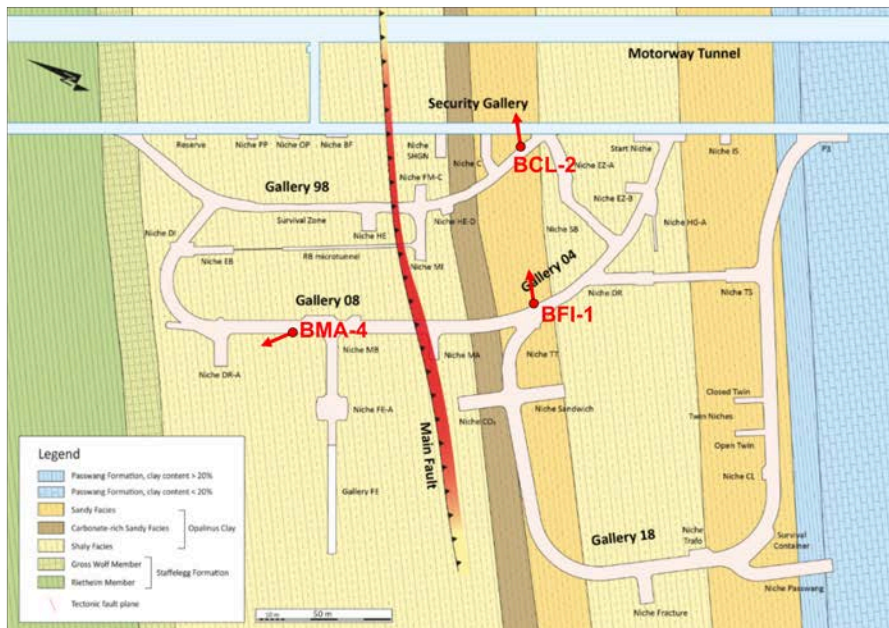 Motorway Tunnel
Security Gallery
BCL-2
Reserve
Niche PP
Niche OP
Niche BF
Niche
SHGN
Niche C
Niche EZ-A
Start Niche
Niche IS
P3
Gallery 98
Niche FM-C
Niche EZ-B
Survival Zone
Niche HE-D
Niche DI
Niche HE
Niche SB
Niche HG-A
Niche EB
RB microtunnel
Niche MI
Gallery 04
Gallery 08
Niche DR
Niche TS
BFI-1
BMA-4
Niche MB
Niche MA
Niche TT
Niche DR-A
Closed Twin
Niche FE-A
Niche CO₂
Niche Sandwich
Twin Niches
Main Fault
Open Twin
Niche CL
Gallery FE
Gallery 18
Niche
Trafo
Survival
Container
Niche Passwang
Niche Fracture
Legend
Passwang Formation, clay content > 20%
Passwang Formation, clay content < 20%
Sandy Facies
Carbonate-rich Sandy Facies
Opalinus Clay
Shaly Facies
Gross Wolf Member
Staffelegg Formation
Rietheim Member
Tectonic fault plane
10 m
50 m